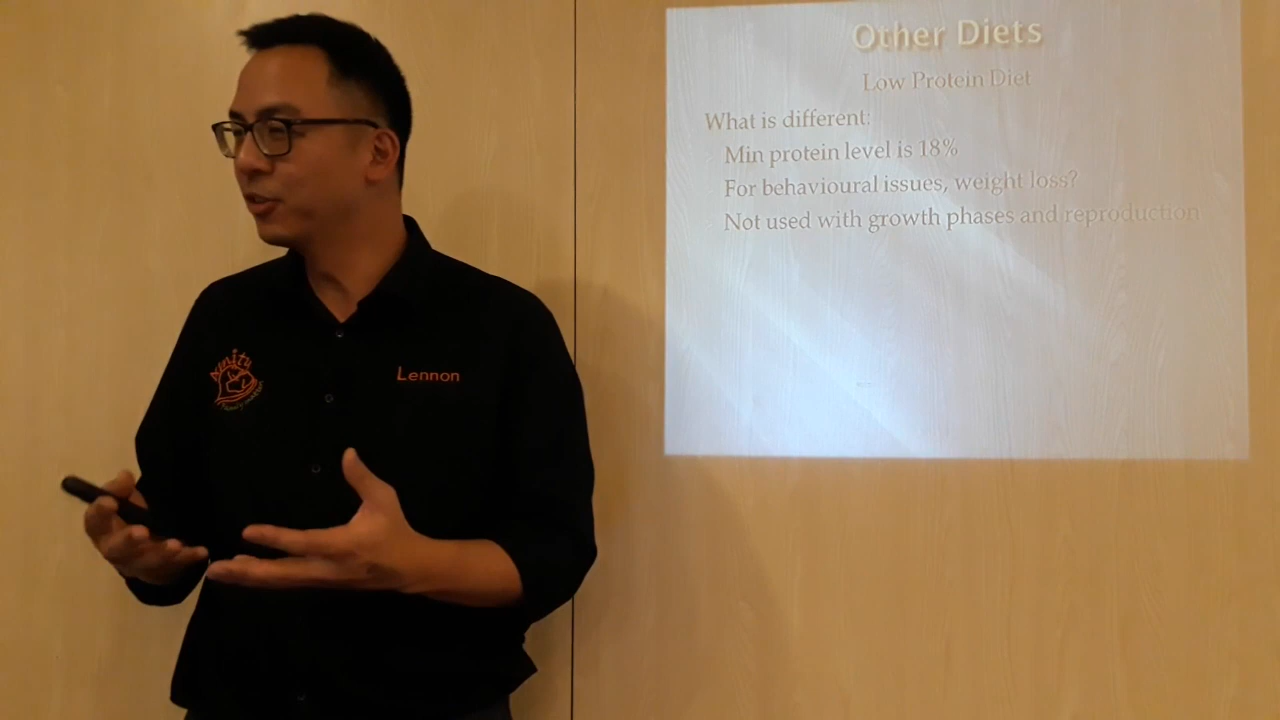 Other Diets
Low Protein Diet
What is different:
Min protein level is 18%
For behavioural issues, weight loss?
Not used with growth phases and reproduction
Lennon